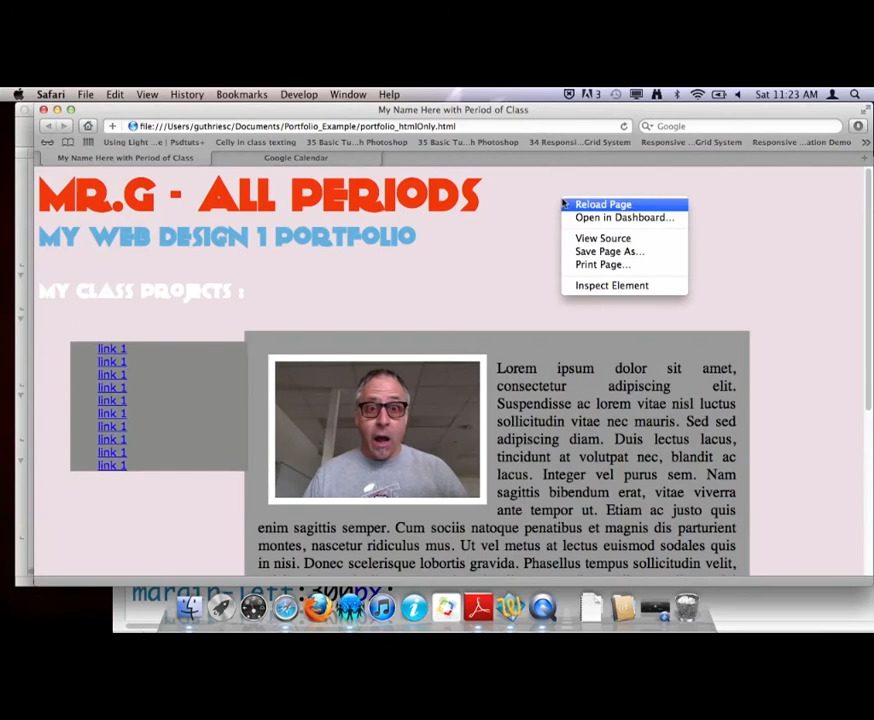 Safari File Edit View History Bookmarks Develop Window Help 3 Sat 11:23 AM
My Name Here with Period of Class
file:///Users/guthriesc/Documents/Portfolio_Example/portfolio_htmlOnly.html Google
Using Light ...e | Psdtuts+ Celly in class texting 35 Basic Tu...h Photoshop 35 Basic Tu...h Photoshop 34 Responsi...Grid System Responsive ...rid System Responsive ...ation Demo
My Name Here with Period of Class Google Calendar
MR.G - ALL PERIODS
MY WEB DESIGN 1 PORTFOLIO
MY CLASS PROJECTS :
Reload Page
Open in Dashboard...
View Source
Save Page As...
Print Page...
Inspect Element
link 1
link 1
link 1
link 1
link 1
link 1
link 1
link 1
link 1
link 1
Lorem ipsum dolor sit amet,
consectetur adipiscing elit.
Suspendisse ac lorem vitae nisl luctus
sollicitudin vitae nec mauris. Sed sed
adipiscing diam. Duis lectus lacus,
tincidunt at volutpat nec, blandit ac
lacus. Integer vel purus sem. Nam
sagittis bibendum erat, vitae viverra
ante tempor ut. Etiam ac justo quis
enim sagittis semper. Cum sociis natoque penatibus et magnis dis parturient
montes, nascetur ridiculus mus. Ut vel metus at lectus euismod sodales quis
in nisi. Donec scelerisque lobortis gravida. Phasellus tempus sollicitudin velit,
margin-left:300px;